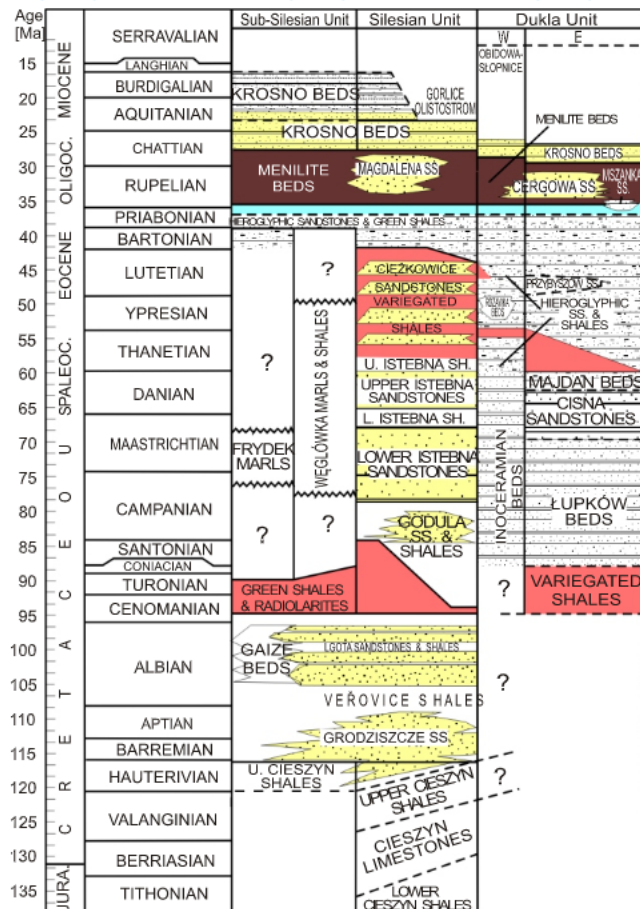 Age
[Ma]
Sub-Silesian Unit
Silesian Unit
Dukla Unit
W
E
15
20
25
30
35
40
45
50
55
60
65
70
75
80
85
90
95
100
105
110
115
120
125
130
135
MIOCENE
OLIGOC.
EOCENE
PALEOC.
CRETACEOUS
JURA.
SERRAVALIAN
LANGHIAN
BURDIGALIAN
AQUITANIAN
CHATTIAN
RUPELIAN
PRIABONIAN
BARTONIAN
LUTETIAN
YPRESIAN
THANETIAN
DANIAN
MAASTRICHTIAN
CAMPANIAN
SANTONIAN
CONIACIAN
TURONIAN
CENOMANIAN
ALBIAN
APTIAN
BARREMIAN
HAUTERIVIAN
VALANGINIAN
BERRIASIAN
TITHONIAN
KROSNO BEDS
GORLICE
OLISTOSTROM
KROSNO BEDS
MENILITE
BEDS
MAGDALENA SS
HIEROGLYPHIC SANDSTONES & GREEN SHALES
?
FRYDEK
MARLS
?
?
WĘGLÓWKA MARLS & SHALES
?
CIĘŻKOWICE
SANDSTONES
VARIEGATED
SHALES
U. ISTEBNA SH.
UPPER ISTEBNA
SANDSTONES
L. ISTEBNA SH.
LOWER ISTEBNA
SANDSTONES
GODULA
SS. &
SHALES
GREEN SHALES
& RADIOLARITES
GAIZE
BEDS
LGOTA SANDSTONES & SHALES
VEŘOVICE SHALES
GRODZISZCZE SS.
U. CIESZYN
SHALES
UPPER CIESZYN
SHALES
CIESZYN
LIMESTONES
LOWER
CIESZYN SHALES
OBIDOWA-
SŁOPNICE
MENILITE BEDS
KROSNO BEDS
CERGOWA SS.
MSZANKA
SS.
PRZYBYSZÓW SS.
HIEROGLYPHIC
SS. &
SHALES
BEDS
MAJDAN BEDS
CISNA
SANDSTONES
INOCERAMIAN
BEDS
ŁUPKÓW
BEDS
?
VARIEGATED
SHALES
?
?